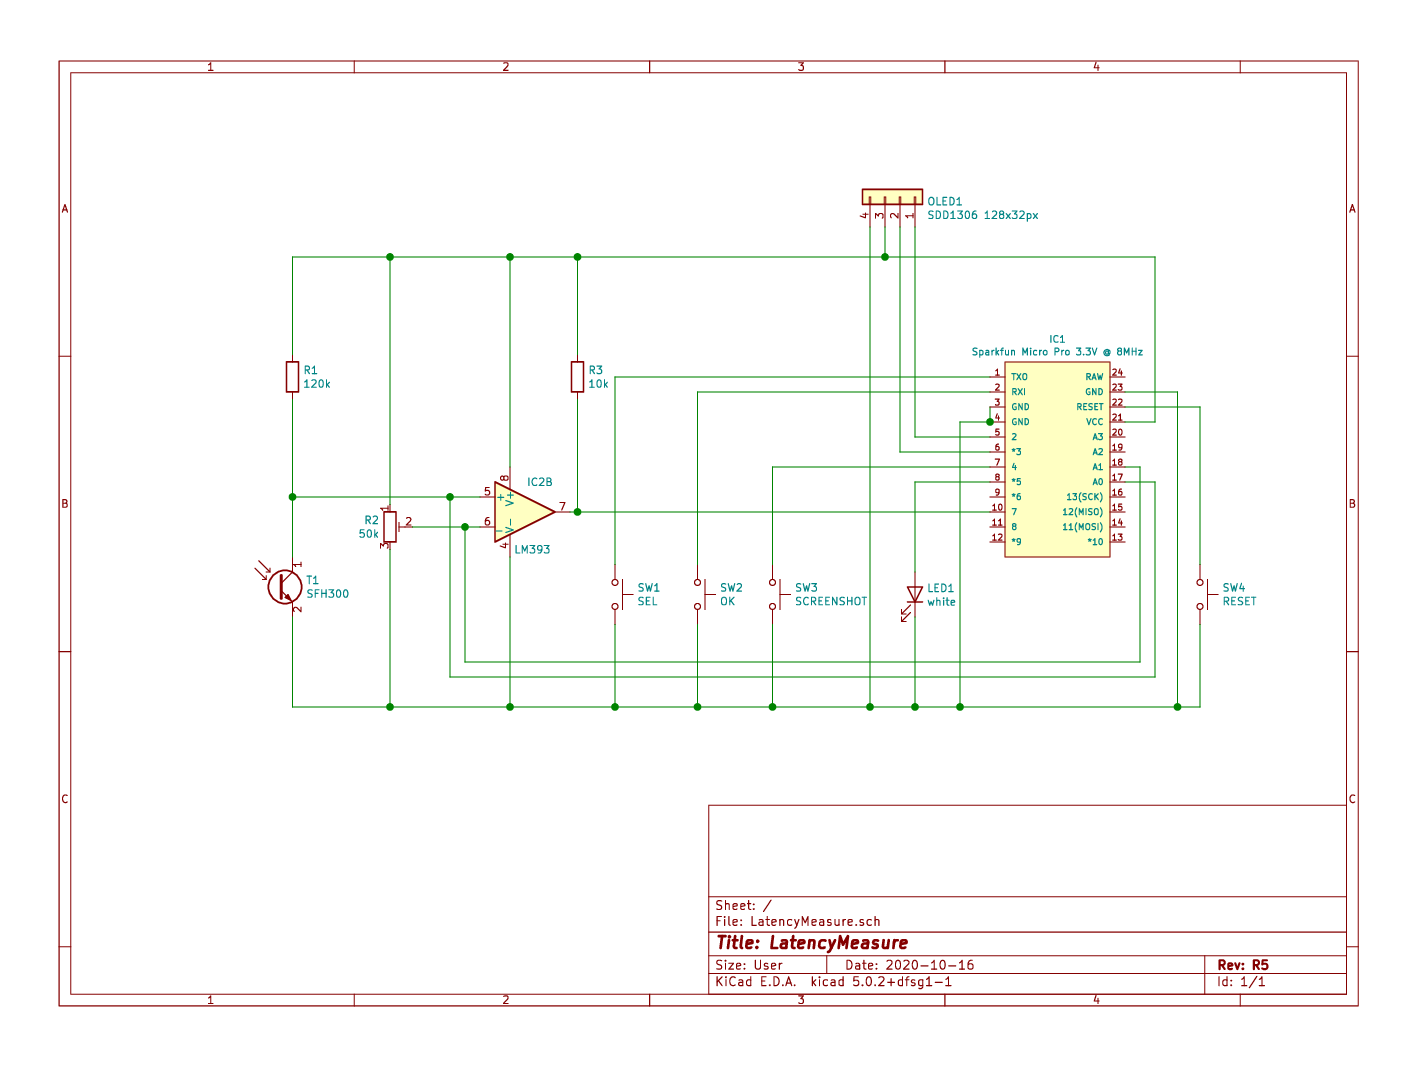 1 2 3 4
A A
OLED1
SDD1306 128x32px
4 3 2 1
IC1
Sparkfun Micro Pro 3.3V @ 8MHz
R1
120k
R3
10k
1 TXO RAW 24
2 RXI GND 23
3 GND RESET 22
4 GND VCC 21
5 2 A3 20
6 *3 A2 19
7 4 A1 18
8 *5 A0 17
9 *6 13(SCK) 16
10 7 12(MISO) 15
11 8 11(MOSI) 14
12 *9 *10 13
B B
IC2B
8
V+
5 +
7
6 -
V-
4
LM393
1
R2
50k
2
3
1
T1
SFH300
2
SW1
SEL
SW2
OK
SW3
SCREENSHOT
LED1
white
SW4
RESET
C C
Sheet: /
File: LatencyMeasure.sch
Title: LatencyMeasure
Size: User Date: 2020-10-16 Rev: R5
KiCad E.D.A. kicad 5.0.2+dfsg1-1 Id: 1/1
1 2 3 4